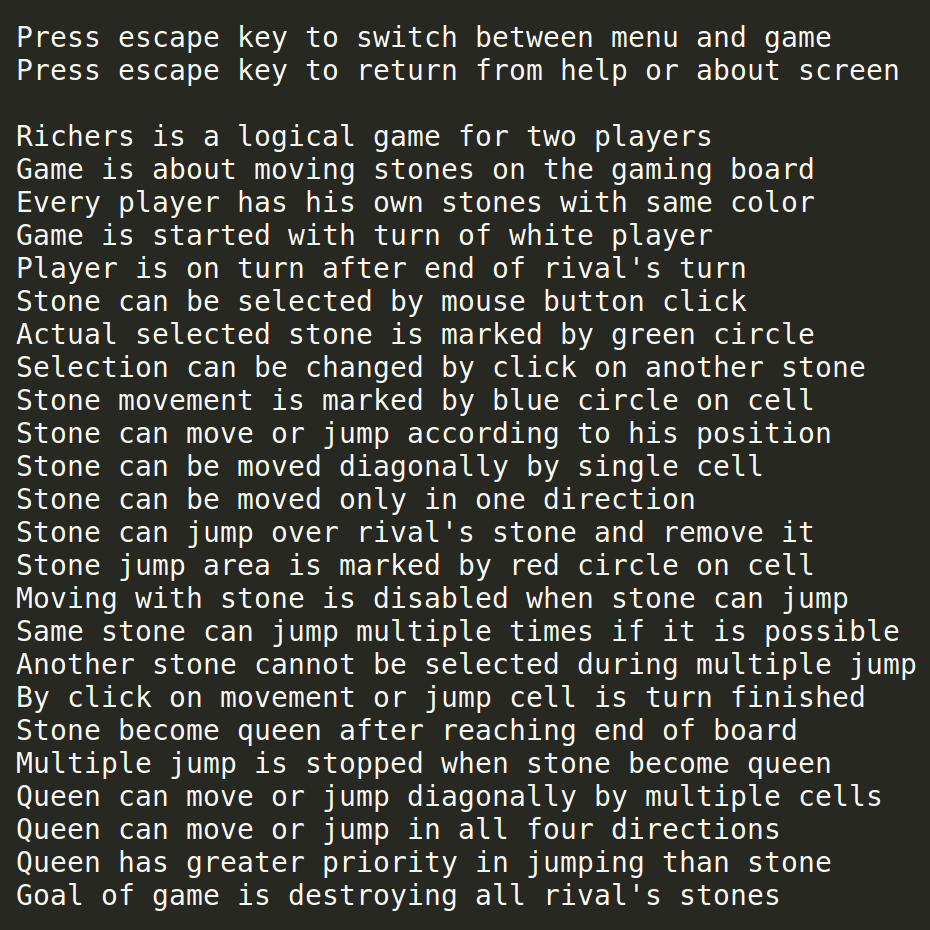 Press escape key to switch between menu and game
Press escape key to return from help or about screen

Richers is a logical game for two players
Game is about moving stones on the gaming board
Every player has his own stones with same color
Game is started with turn of white player
Player is on turn after end of rival's turn
Stone can be selected by mouse button click
Actual selected stone is marked by green circle
Selection can be changed by click on another stone
Stone movement is marked by blue circle on cell
Stone can move or jump according to his position
Stone can be moved diagonally by single cell
Stone can be moved only in one direction
Stone can jump over rival's stone and remove it
Stone jump area is marked by red circle on cell
Moving with stone is disabled when stone can jump
Same stone can jump multiple times if it is possible
Another stone cannot be selected during multiple jump
By click on movement or jump cell is turn finished
Stone become queen after reaching end of board
Multiple jump is stopped when stone become queen
Queen can move or jump diagonally by multiple cells
Queen can move or jump in all four directions
Queen has greater priority in jumping than stone
Goal of game is destroying all rival's stones